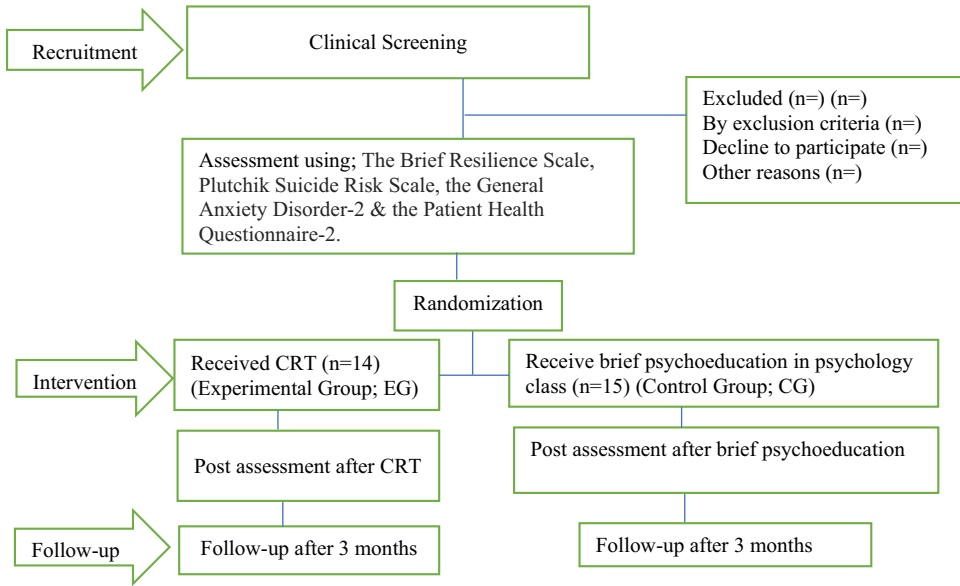 Recruitment
Clinical Screening
Excluded (n=) (n=)
By exclusion criteria (n=)
Decline to participate (n=)
Other reasons (n=)
Assessment using; The Brief Resilience Scale,
Plutchik Suicide Risk Scale, the General
Anxiety Disorder-2 & the Patient Health
Questionnaire-2.
Randomization
Intervention
Received CRT (n=14)
(Experimental Group; EG)
Receive brief psychoeducation in psychology
class (n=15) (Control Group; CG)
Post assessment after CRT
Post assessment after brief psychoeducation
Follow-up
Follow-up after 3 months
Follow-up after 3 months